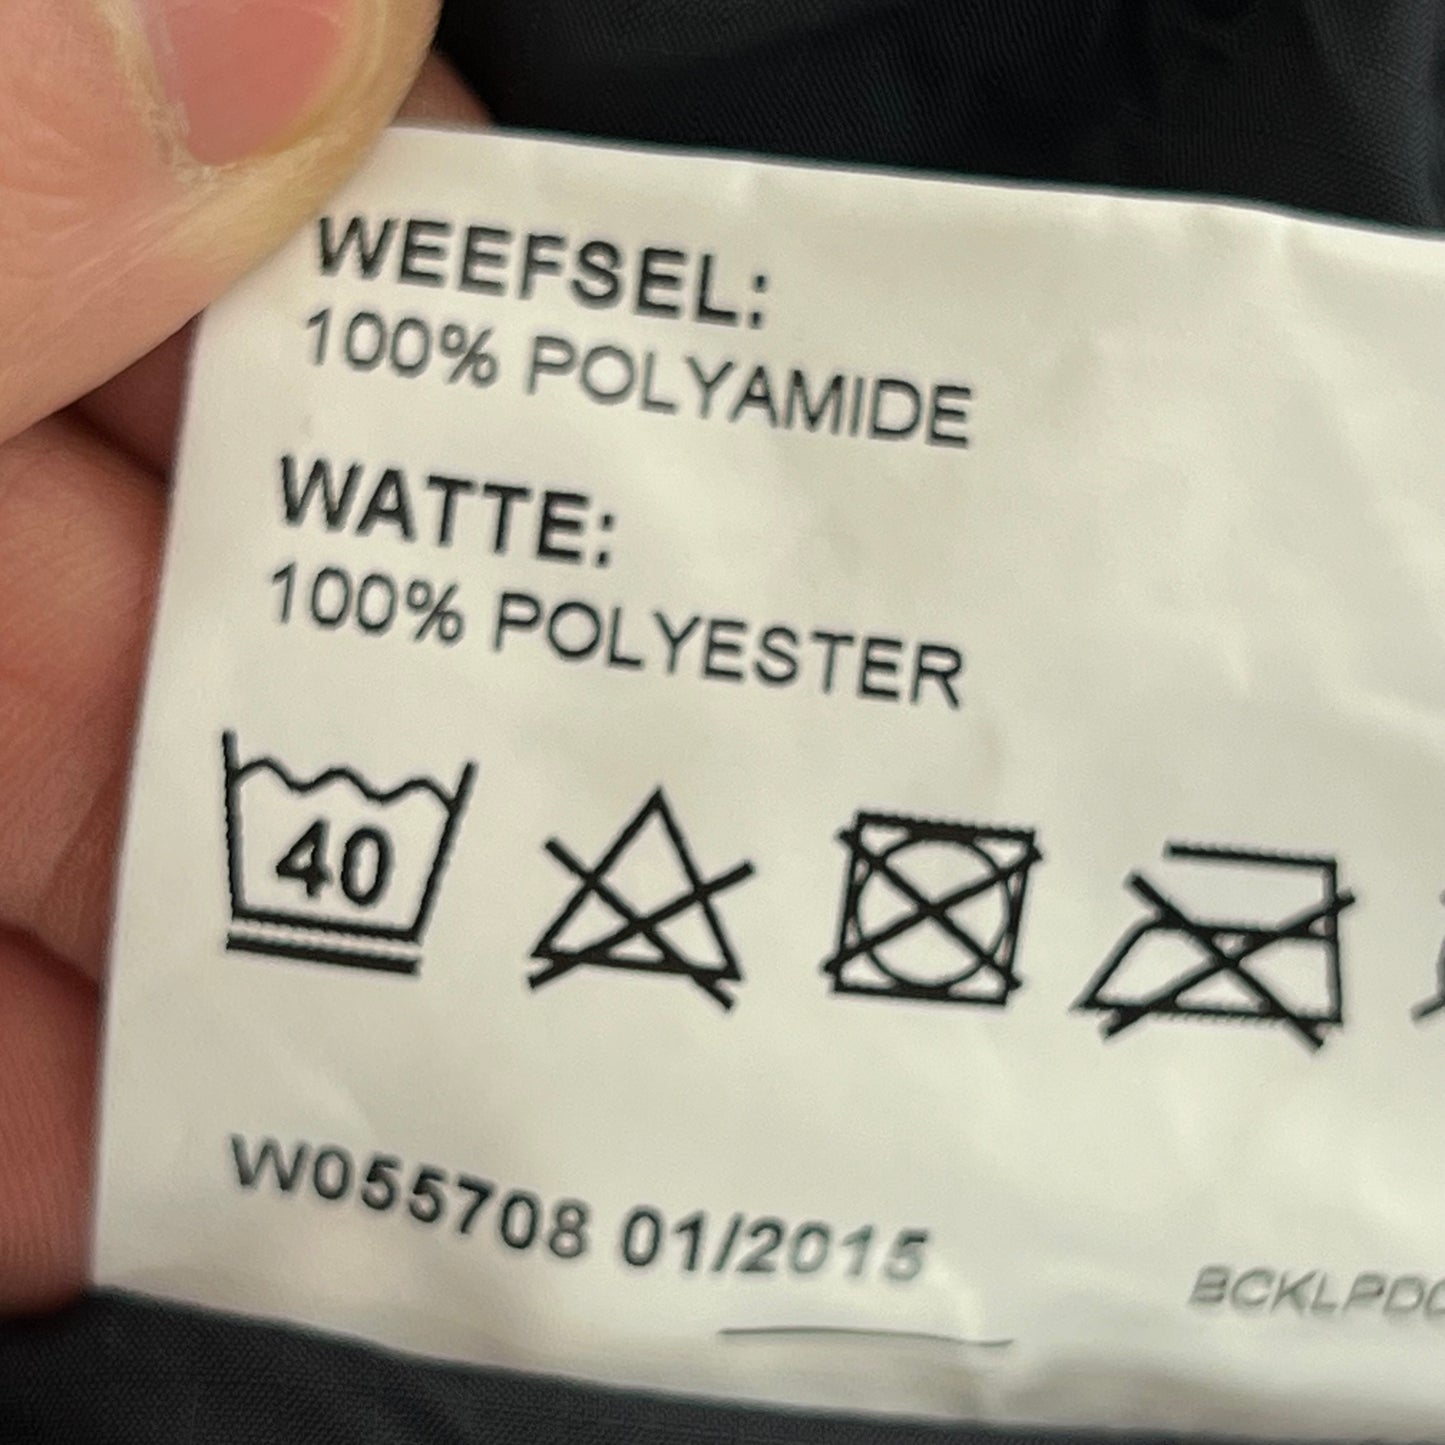 WEEFSEL:
100% POLYAMIDE
WATTE:
100% POLYESTER
40
W055708 01/2015